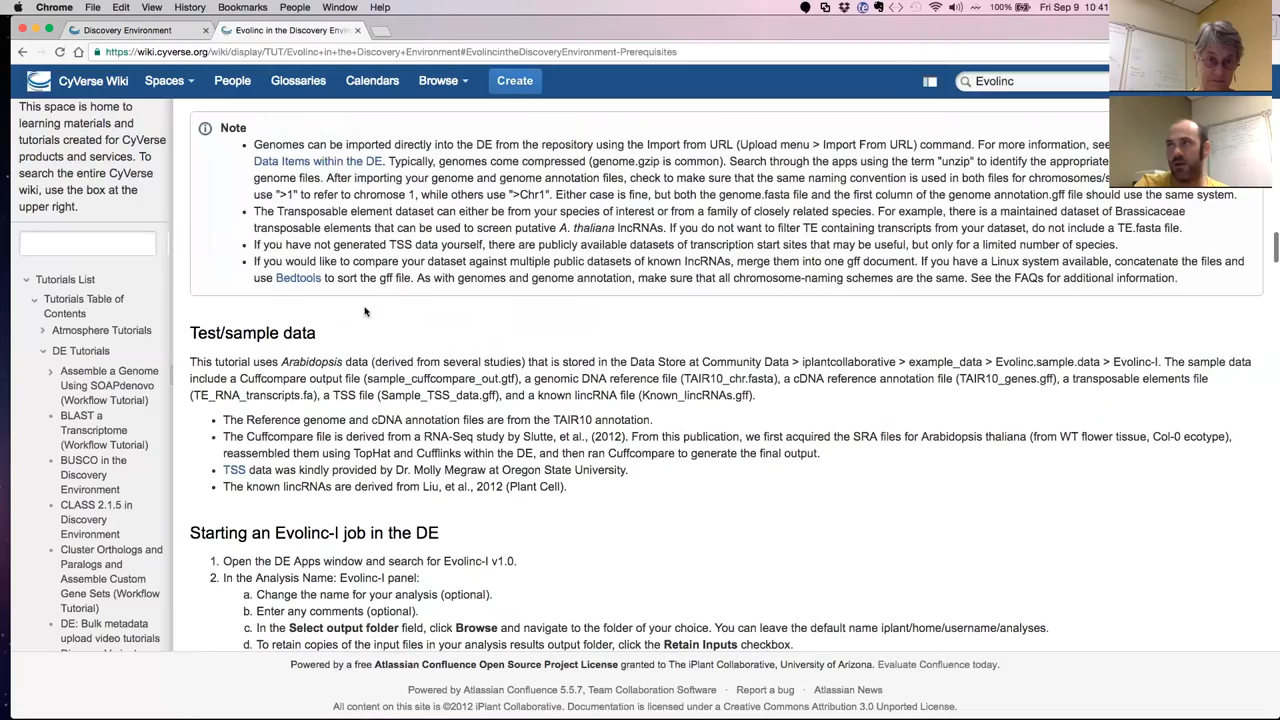 Chrome File Edit View History Bookmarks People Window Help 100% Fri Sep 9 10:41
Discovery Environment
Evolinc in the Discovery Envi
https://wiki.cyverse.org/wiki/display/TUT/Evolinc+in+the+Discovery+Environment#EvolincintheDiscoveryEnvironment-Prerequisites
CyVerse Wiki Spaces People Glossaries Calendars Browse Create Evolinc
This space is home to
learning materials and
tutorials created for CyVerse
products and services. To
search the entire CyVerse
wiki, use the box at the
upper right.
Tutorials List
Tutorials Table of
Contents
Atmosphere Tutorials
DE Tutorials
Assemble a Genome
Using SOAPdenovo
(Workflow Tutorial)
BLAST a
Transcriptome
(Workflow Tutorial)
BUSCO in the
Discovery
Environment
CLASS 2.1.5 in
Discovery
Environment
Cluster Orthologs and
Paralogs and
Assemble Custom
Gene Sets (Workflow
Tutorial)
DE: Bulk metadata
upload video tutorials
Note
Genomes can be imported directly into the DE from the repository using the Import from URL (Upload menu > Import From URL) command. For more information, see
Data Items within the DE. Typically, genomes come compressed (genome.gzip is common). Search through the apps using the term "unzip" to identify the appropriate
genome files. After importing your genome and genome annotation files, check to make sure that the same naming convention is used in both files for chromosomes/s
use ">1" to refer to chromose 1, while others use ">Chr1". Either case is fine, but both the genome.fasta file and the first column of the genome annotation.gff file should use the same system.
The Transposable element dataset can either be from your species of interest or from a family of closely related species. For example, there is a maintained dataset of Brassicaceae
transposable elements that can be used to screen putative A. thaliana lncRNAs. If you do not want to filter TE containing transcripts from your dataset, do not include a TE.fasta file.
If you have not generated TSS data yourself, there are publicly available datasets of transcription start sites that may be useful, but only for a limited number of species.
If you would like to compare your dataset against multiple public datasets of known lncRNAs, merge them into one gff document. If you have a Linux system available, concatenate the files and
use Bedtools to sort the gff file. As with genomes and genome annotation, make sure that all chromosome-naming schemes are the same. See the FAQs for additional information.
Test/sample data
This tutorial uses Arabidopsis data (derived from several studies) that is stored in the Data Store at Community Data > iplantcollaborative > example_data > Evolinc.sample.data > Evolinc-I. The sample data
include a Cuffcompare output file (sample_cuffcompare_out.gtf), a genomic DNA reference file (TAIR10_chr.fasta), a cDNA reference annotation file (TAIR10_genes.gff), a transposable elements file
(TE_RNA_transcripts.fa), a TSS file (Sample_TSS_data.gff), and a known lincRNA file (Known_lincRNAs.gff).
The Reference genome and cDNA annotation files are from the TAIR10 annotation.
The Cuffcompare file is derived from a RNA-Seq study by Slutte, et al., (2012). From this publication, we first acquired the SRA files for Arabidopsis thaliana (from WT flower tissue, Col-0 ecotype),
reassembled them using TopHat and Cufflinks within the DE, and then ran Cuffcompare to generate the final output.
TSS data was kindly provided by Dr. Molly Megraw at Oregon State University.
The known lincRNAs are derived from Liu, et al., 2012 (Plant Cell).
Starting an Evolinc-I job in the DE
1. Open the DE Apps window and search for Evolinc-I v1.0.
2. In the Analysis Name: Evolinc-I panel:
a. Change the name for your analysis (optional).
b. Enter any comments (optional).
c. In the Select output folder field, click Browse and navigate to the folder of your choice. You can leave the default name iplant/home/username/analyses.
d. To retain copies of the input files in your analysis results output folder, click the Retain Inputs checkbox.
Powered by a free Atlassian Confluence Open Source Project License granted to The iPlant Collaborative, University of Arizona. Evaluate Confluence today.
Powered by Atlassian Confluence 5.5.7, Team Collaboration Software · Report a bug · Atlassian News
All content on this site is ©2012 iPlant Collaborative. Documentation is licensed under a Creative Commons Attribution 3.0 Unported License.